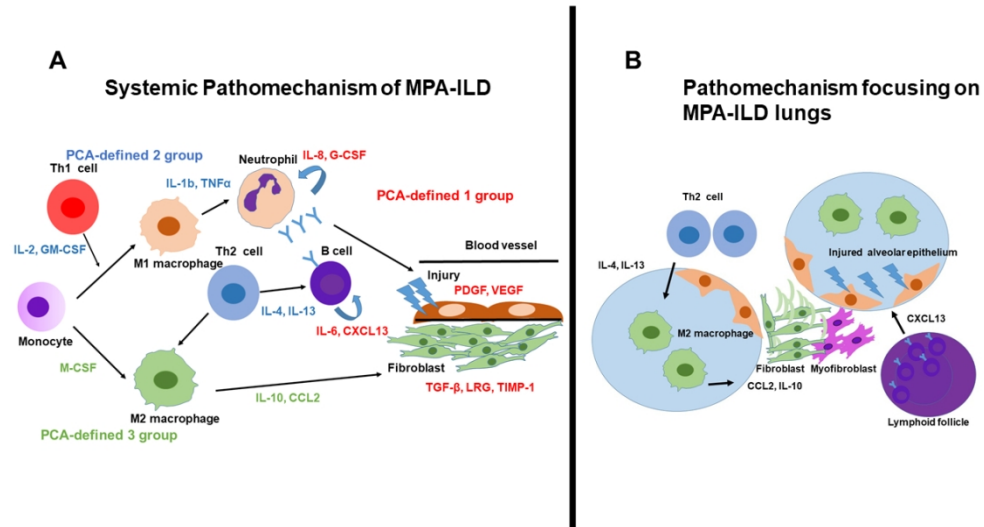 A
Systemic Pathomechanism of MPA-ILD
PCA-defined 2 group
Th1 cell
Neutrophil
IL-8, G-CSF
IL-1b, TNFα
PCA-defined 1 group
IL-2, GM-CSF
M1 macrophage
Th2 cell
B cell
Blood vessel
Injury
PDGF, VEGF
IL-4, IL-13
IL-6, CXCL13
Monocyte
M-CSF
Fibroblast
TGF-β, LRG, TIMP-1
IL-10, CCL2
M2 macrophage
PCA-defined 3 group
B
Pathomechanism focusing on
MPA-ILD lungs
Th2 cell
Injured alveolar epithelium
IL-4, IL-13
CXCL13
M2 macrophage
Fibroblast
Myofibroblast
CCL2, IL-10
Lymphoid follicle